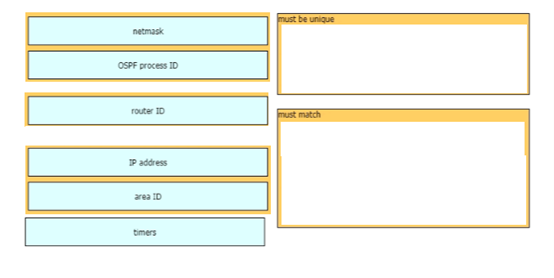 netmask
OSPF process ID
router ID
IP address
area ID
timers
must be unique
must match